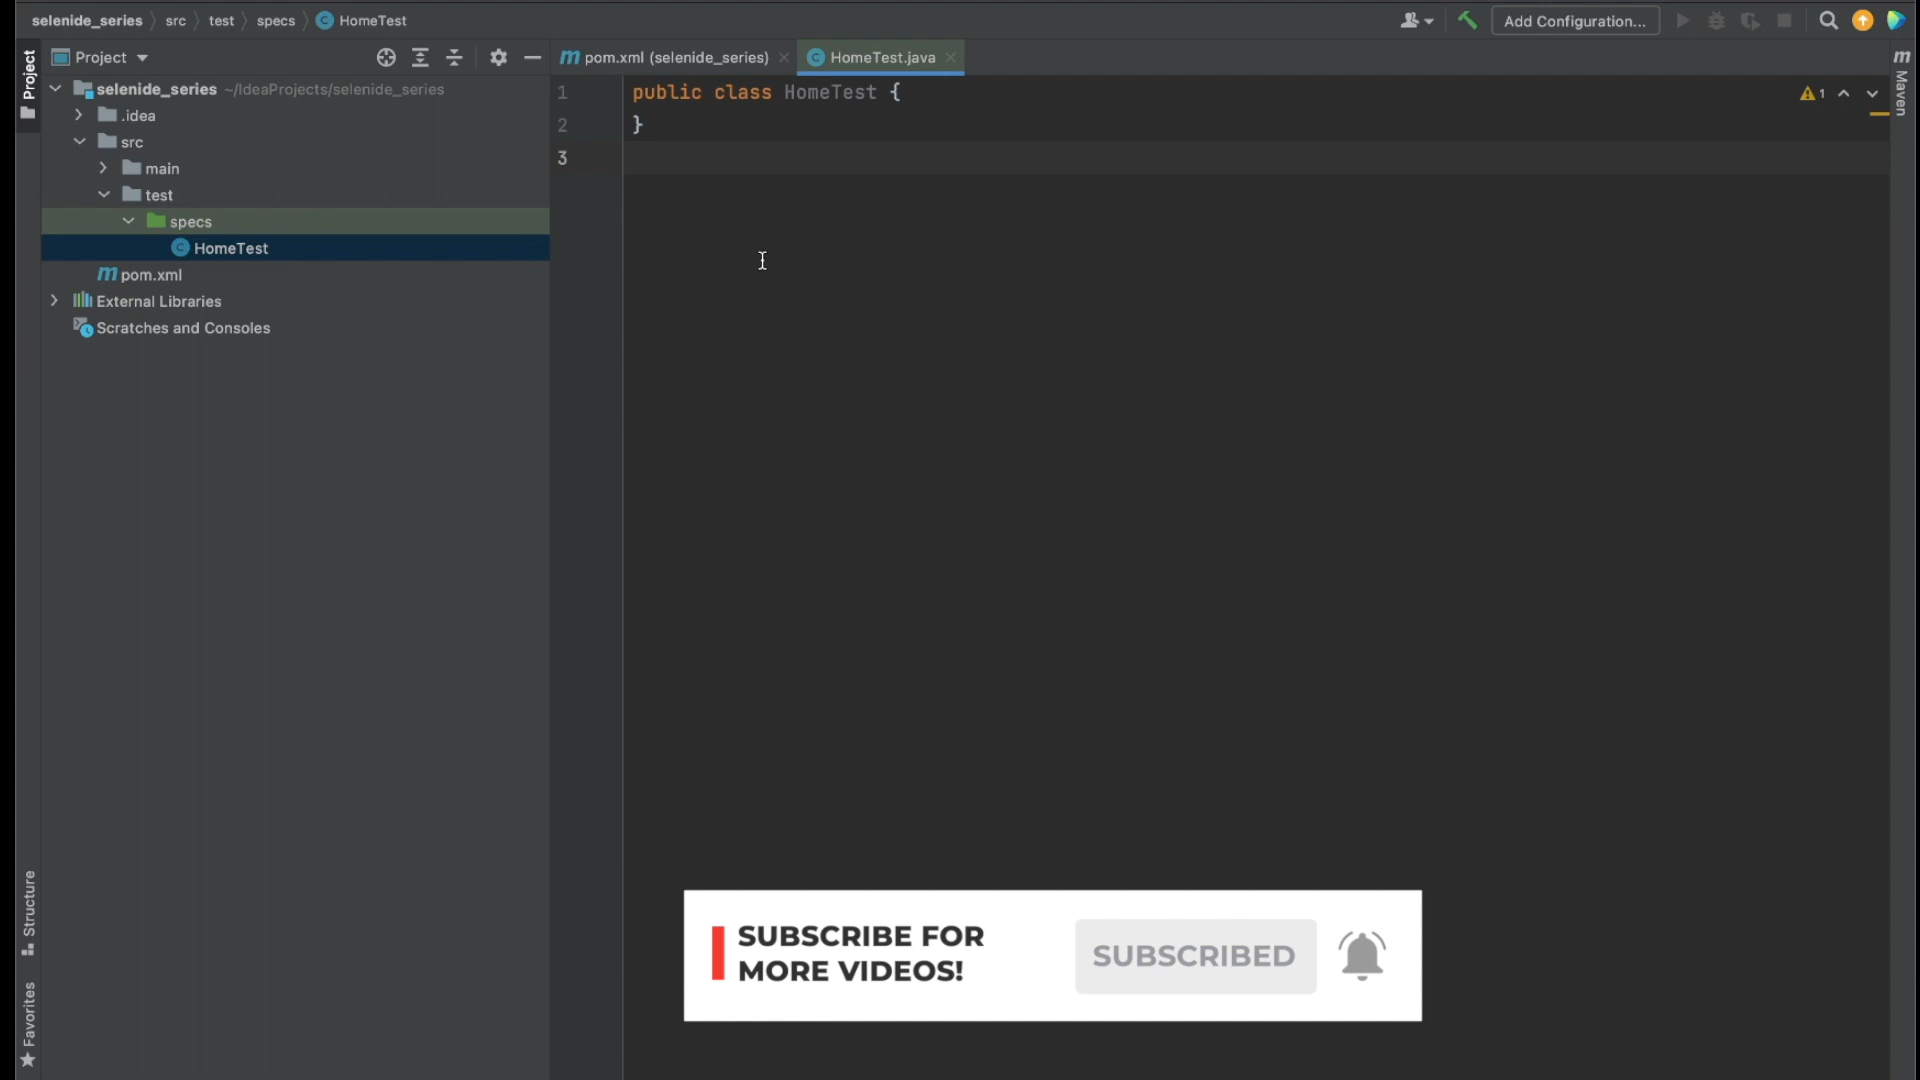 selenide_series src test specs HomeTest
Add Configuration...
Project
pom.xml (selenide_series)
HomeTest.java
Project
Maven
selenide_series ~/IdeaProjects/selenide_series
.idea
src
main
test
specs
HomeTest
pom.xml
External Libraries
Scratches and Consoles
1 public class HomeTest {
2 }
3
1
Structure
Favorites
SUBSCRIBE FOR
MORE VIDEOS!
SUBSCRIBED